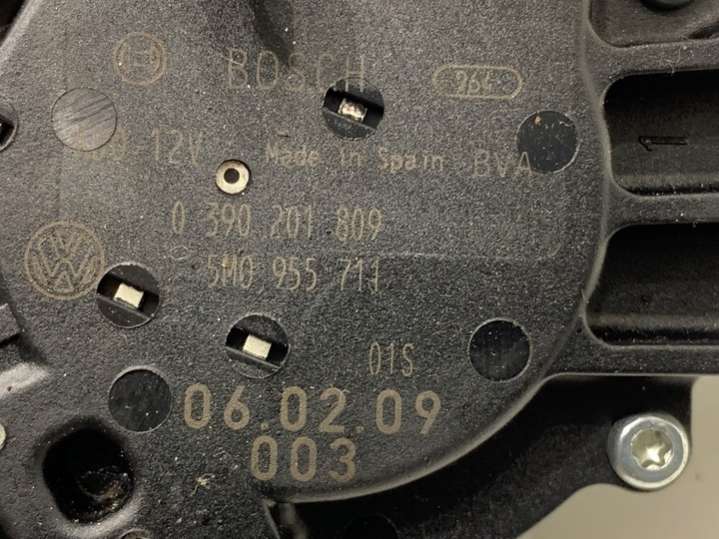 BOSCH
12V Made in Spain BVA
0 390 201 809
5M0 955 711
01S
06.02.09
003